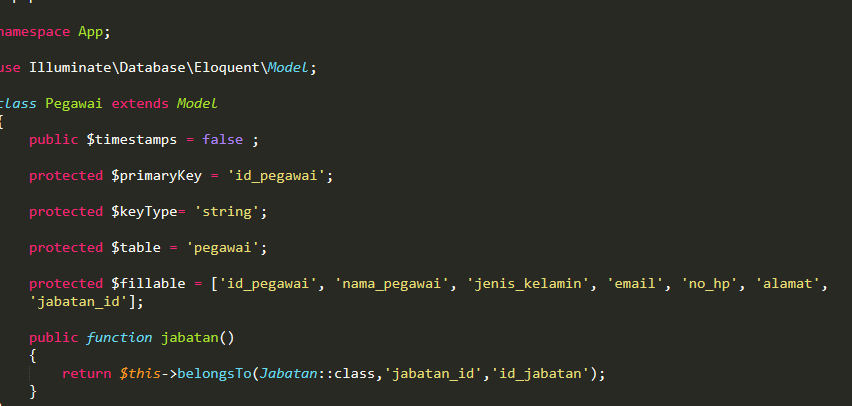 namespace App;
use Illuminate\Database\Eloquent\Model;
class Pegawai extends Model
{
public $timestamps = false ;
protected $primaryKey = 'id_pegawai';
protected $keyType= 'string';
protected $table = 'pegawai';
protected $fillable = ['id_pegawai', 'nama_pegawai', 'jenis_kelamin', 'email', 'no_hp', 'alamat',
'jabatan_id'];
public function jabatan()
{
return $this->belongsTo(Jabatan::class,'jabatan_id','id_jabatan');
}